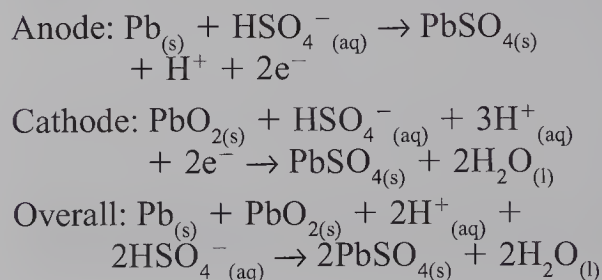 Anode: Pb(s) + HSO4⁻(aq) → PbSO4(s)
+ H⁺ + 2e⁻
Cathode: PbO2(s) + HSO4⁻(aq) + 3H⁺(aq)
+ 2e⁻ → PbSO4(s) + 2H2O(l)
Overall: Pb(s) + PbO2(s) + 2H⁺(aq) +
2HSO4⁻(aq) → 2PbSO4(s) + 2H2O(l)